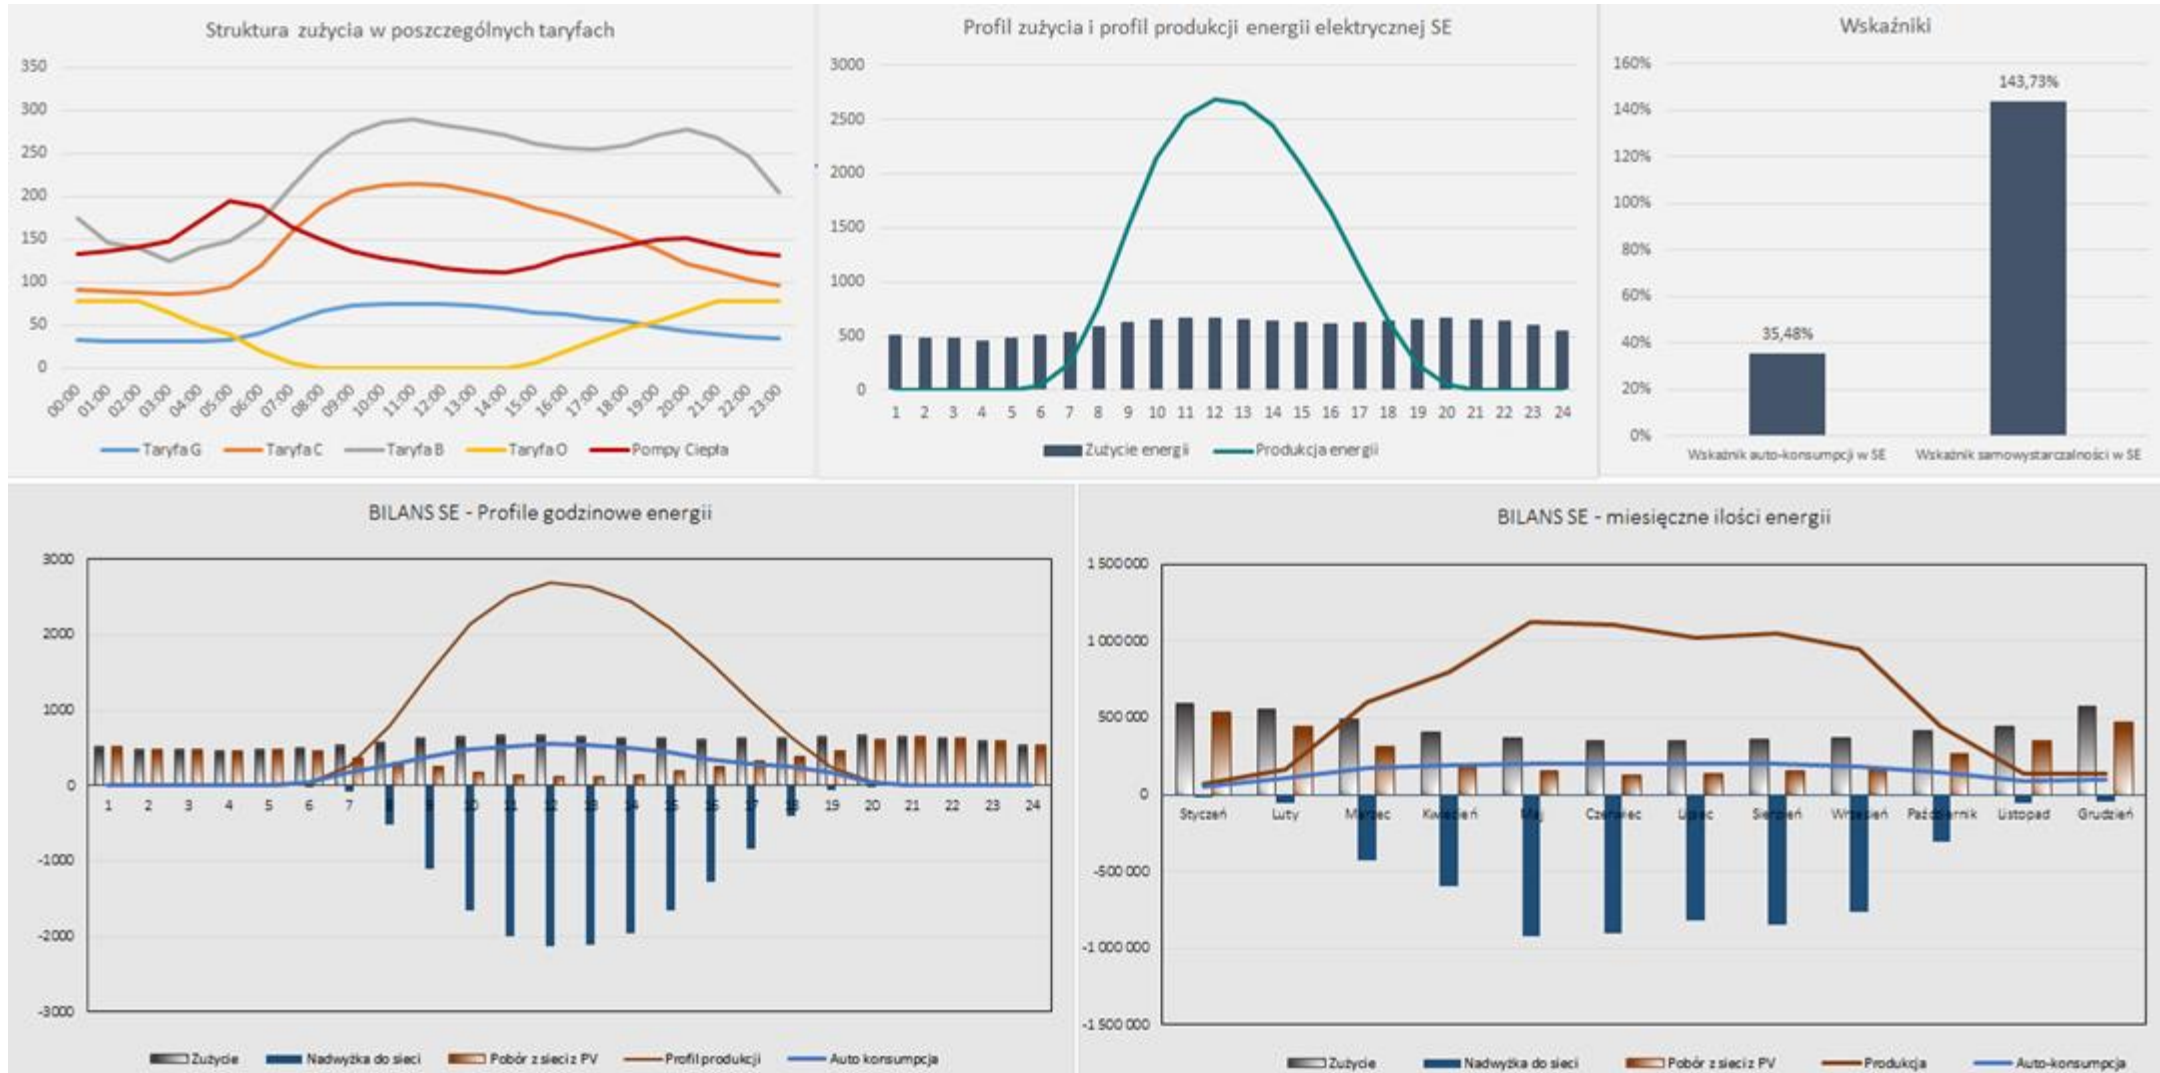 Struktura zużycia w poszczególnych taryfach
350
300
250
200
150
100
50
0
00:00 01:00 02:00 03:00 04:00 05:00 06:00 07:00 08:00 09:00 10:00 11:00 12:00 13:00 14:00 15:00 16:00 17:00 18:00 19:00 20:00 21:00 22:00 23:00
Taryfa G Taryfa C Taryfa B Taryfa O Pompy Ciepła
Profil zużycia i profil produkcji energii elektrycznej SE
3000
2500
2000
1500
1000
500
0
1 2 3 4 5 6 7 8 9 10 11 12 13 14 15 16 17 18 19 20 21 22 23 24
Zużycie energii Produkcja energii
Wskaźniki
160%
140%
120%
100%
80%
60%
40%
20%
0%
143,73%
35,48%
Wskaźnik auto-konsumpcji w SE Wskaźnik samowystarczalności w SE
BILANS SE - Profile godzinowe energii
3000
2000
1000
0
-1000
-2000
-3000
1 2 3 4 5 6 7 8 9 10 11 12 13 14 15 16 17 18 19 20 21 22 23 24
Zużycie Nadwyżka do sieci Pobór z sieci z PV Profil produkcji Auto konsumpcja
BILANS SE - miesięczne ilości energii
1 500 000
1 000 000
500 000
0
-500 000
-1 000 000
-1 500 000
Styczeń Luty Marzec Kwiecień Maj Czerwiec Lipiec Sierpień Wrzesień Październik Listopad Grudzień
Zużycie Nadwyżka do sieci Pobór z sieci z PV Produkcja Auto-konsumpcja